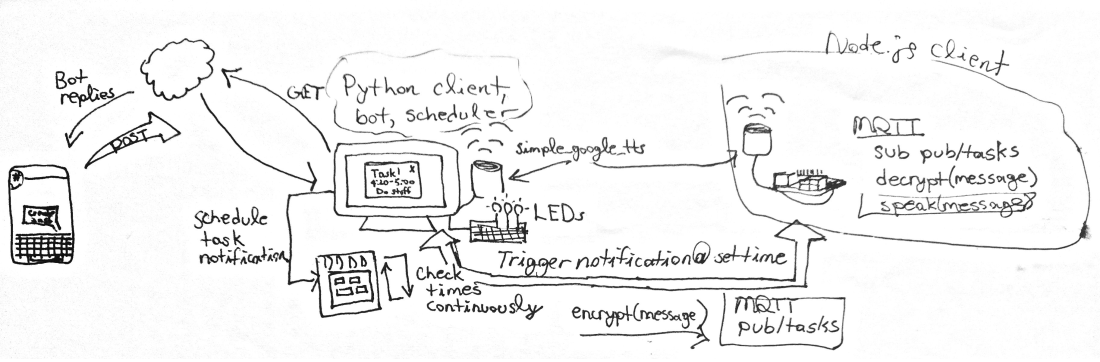 Node.js client
Bot
replies
POST
GET
Python client,
bot, scheduler
simple_google_tts
Task! X
4:20-5:00
Do stuff
LEDs
MQTT
sub pub/tasks
decrypt(message)
speak(message)
schedule
task
notification
Check
times
continuously
Trigger notification@ set time
encrypt(message)
MQTT
pub/tasks